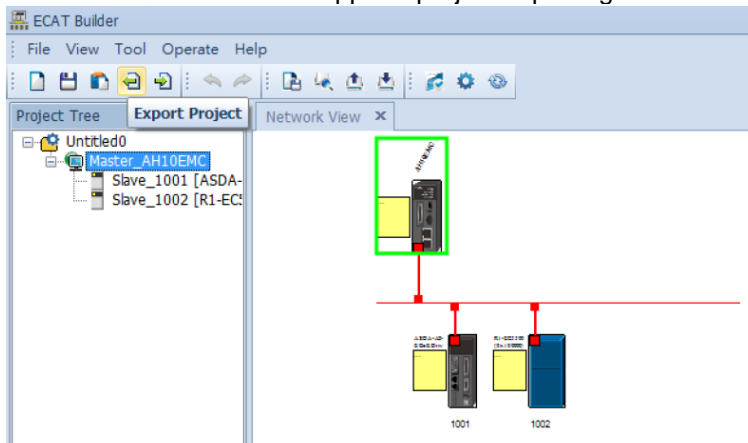 ECAT Builder
File View Tool Operate Help
Export Project
Project Tree
Network View
Untitled0
Master_AH10EMC
Slave_1001 [ASDA-
Slave_1002 [R1-EC5
AH10EMC
1001
1002